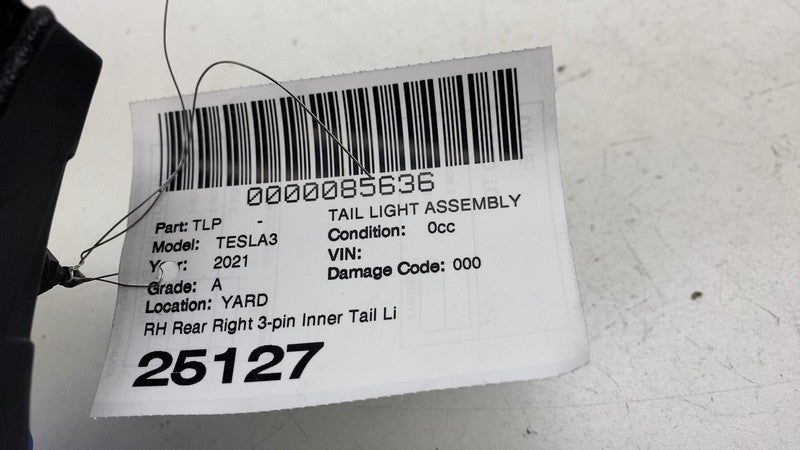 0000085636
Part: TLP - TAIL LIGHT ASSEMBLY
Model: TESLA3 Condition: 0cc
Year: 2021 VIN:
Grade: A Damage Code: 000
Location: YARD
RH Rear Right 3-pin Inner Tail Li
25127